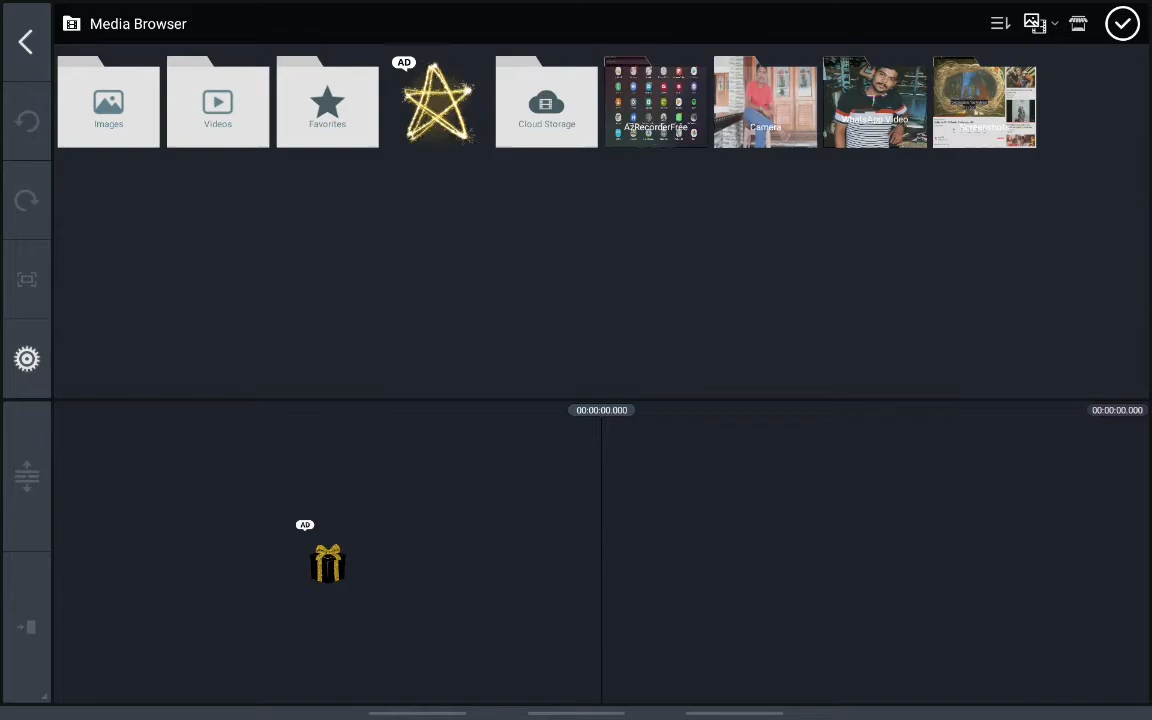 Media Browser
AD
Images
Videos
Favorites
Cloud Storage
AzRecorderFree
Camera
WhatsApp Video
Screenshots
00:00:00.000
00:00:00.000
AD